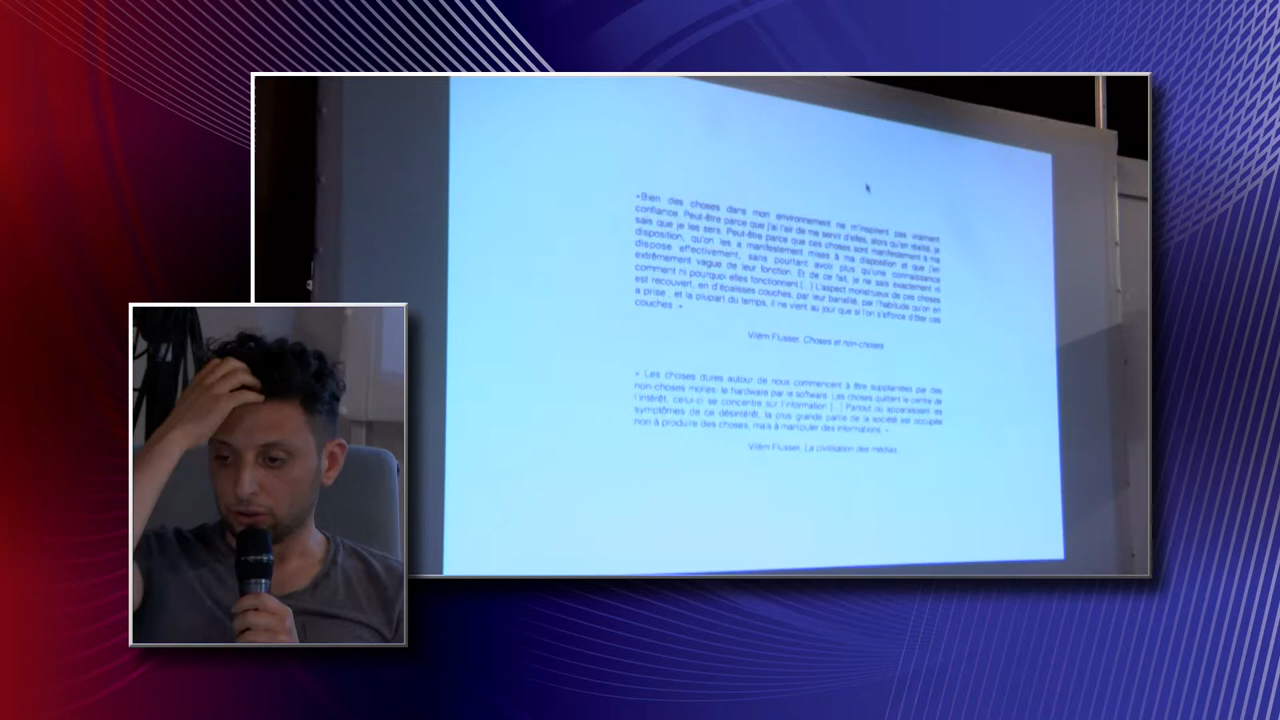 «Bien des choses dans mon environnement ne m'inspirent pas vraiment
confiance. Peut-être parce que j'ai l'air de me servir d'elles, alors qu'en réalité, je
sais que je les sers. Peut-être parce que ces choses sont manifestement à ma
disposition, qu'on les a manifestement mises à ma disposition et que j'en
dispose effectivement, sans pourtant avoir plus qu'une connaissance
extrêmement vague de leur fonction. Et de ce fait, je ne sais exactement ni
comment ni pourquoi elles fonctionnent [...] L'aspect monstrueux de ces choses
est recouvert, en d'épaisses couches, par leur banalité, par l'habitude qu'on en
a prise ; et la plupart du temps, il ne vient au jour que si l'on s'efforce d'ôter ces
couches. »
Vilém Flusser, Choses et non-choses
« Les choses dures autour de nous commencent à être supplantées par des
non-choses molles: le hardware par le software. Les choses quittent le centre de
l'intérêt, celui-ci se concentre sur l'information [...] Partout où apparaissent les
symptômes de ce désintérêt, la plus grande partie de la société est occupée
non à produire des choses, mais à manipuler des informations. »
Vilém Flusser, La civilisation des médias